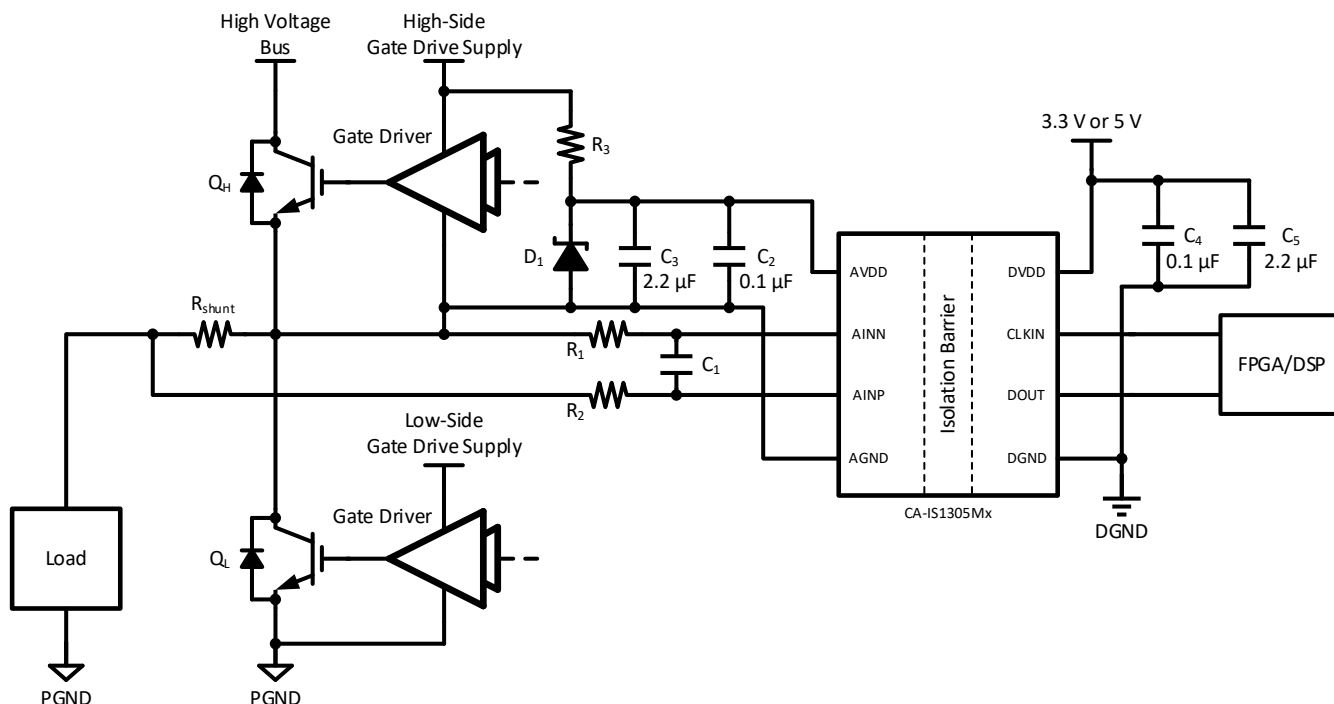 High Voltage
Bus
High-Side
Gate Drive Supply
Gate Driver
R3
3.3 V or 5 V
QH
D1
C3
2.2 µF
C2
0.1 µF
C4
0.1 µF
C5
2.2 µF
AVDD
DVDD
Rshunt
R1
AINN
CLKIN
C1
Isolation Barrier
FPGA/DSP
R2
AINP
DOUT
Low-Side
Gate Drive Supply
AGND
DGND
Gate Driver
CA-IS1305Mx
DGND
Load
QL
PGND
PGND